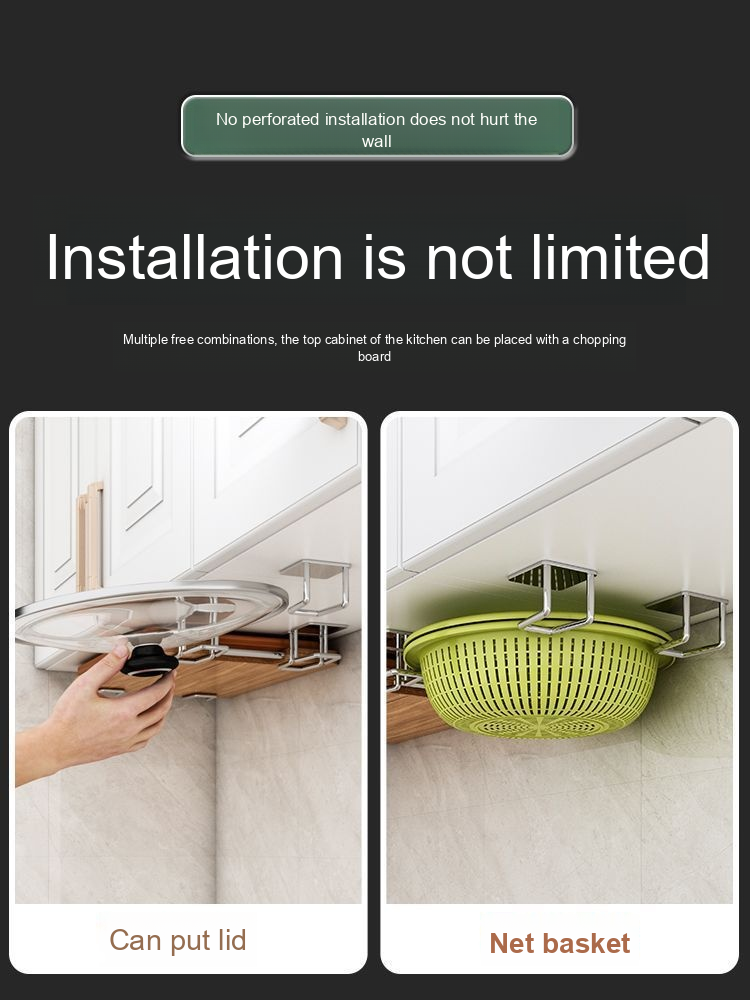 No perforated installation does not hurt the
wall
Installation is not limited
Multiple free combinations, the top cabinet of the kitchen can be placed with a chopping
board
Can put lid
Net basket